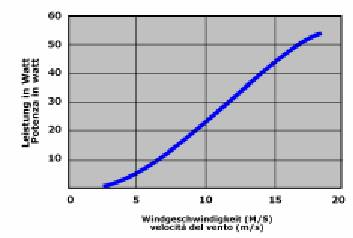 60
50
40
30
20
10
0 5 10 15 20
Leistung in Watt
Potenza in watt
Windgeschwindigkeit (M/S)
velocitá del vento (m/s)